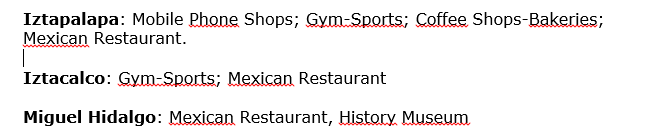 Iztapalapa: Mobile Phone Shops; Gym-Sports; Coffee Shops-Bakeries;
Mexican Restaurant.
Iztacalco: Gym-Sports; Mexican Restaurant
Miguel Hidalgo: Mexican Restaurant, History Museum